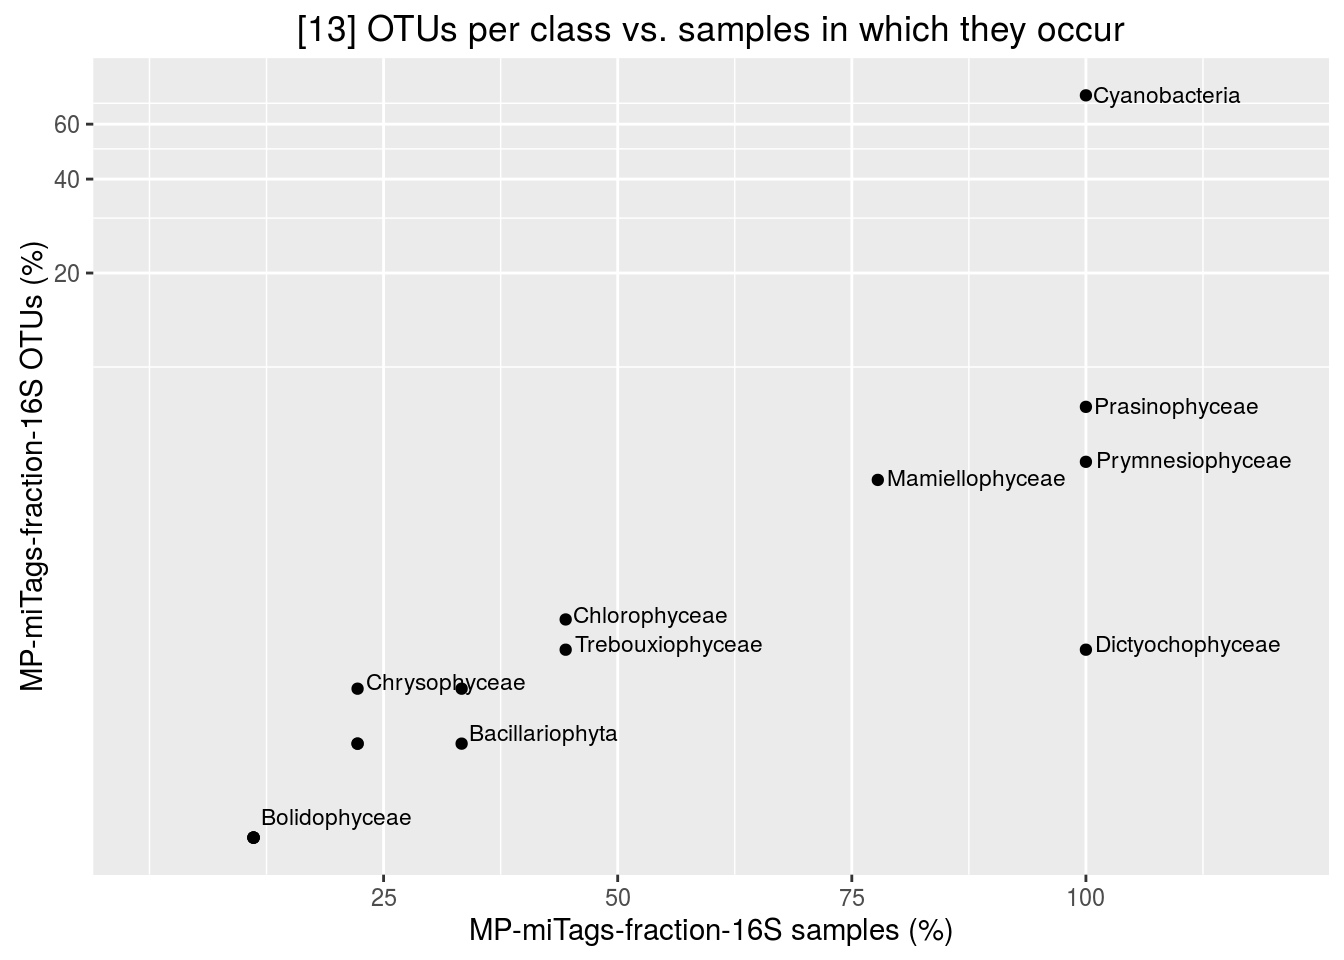 [13] OTUs per class vs. samples in which they occur
Cyanobacteria
60
40
20
Prasinophyceae
Prymnesiophyceae
Mamiellophyceae
Chlorophyceae
Trebouxiophyceae
Dictyochophyceae
Chrysophyceae
Bacillariophyta
Bolidophyceae
MP-miTags-fraction-16S OTUs (%)
25 50 75 100
MP-miTags-fraction-16S samples (%)